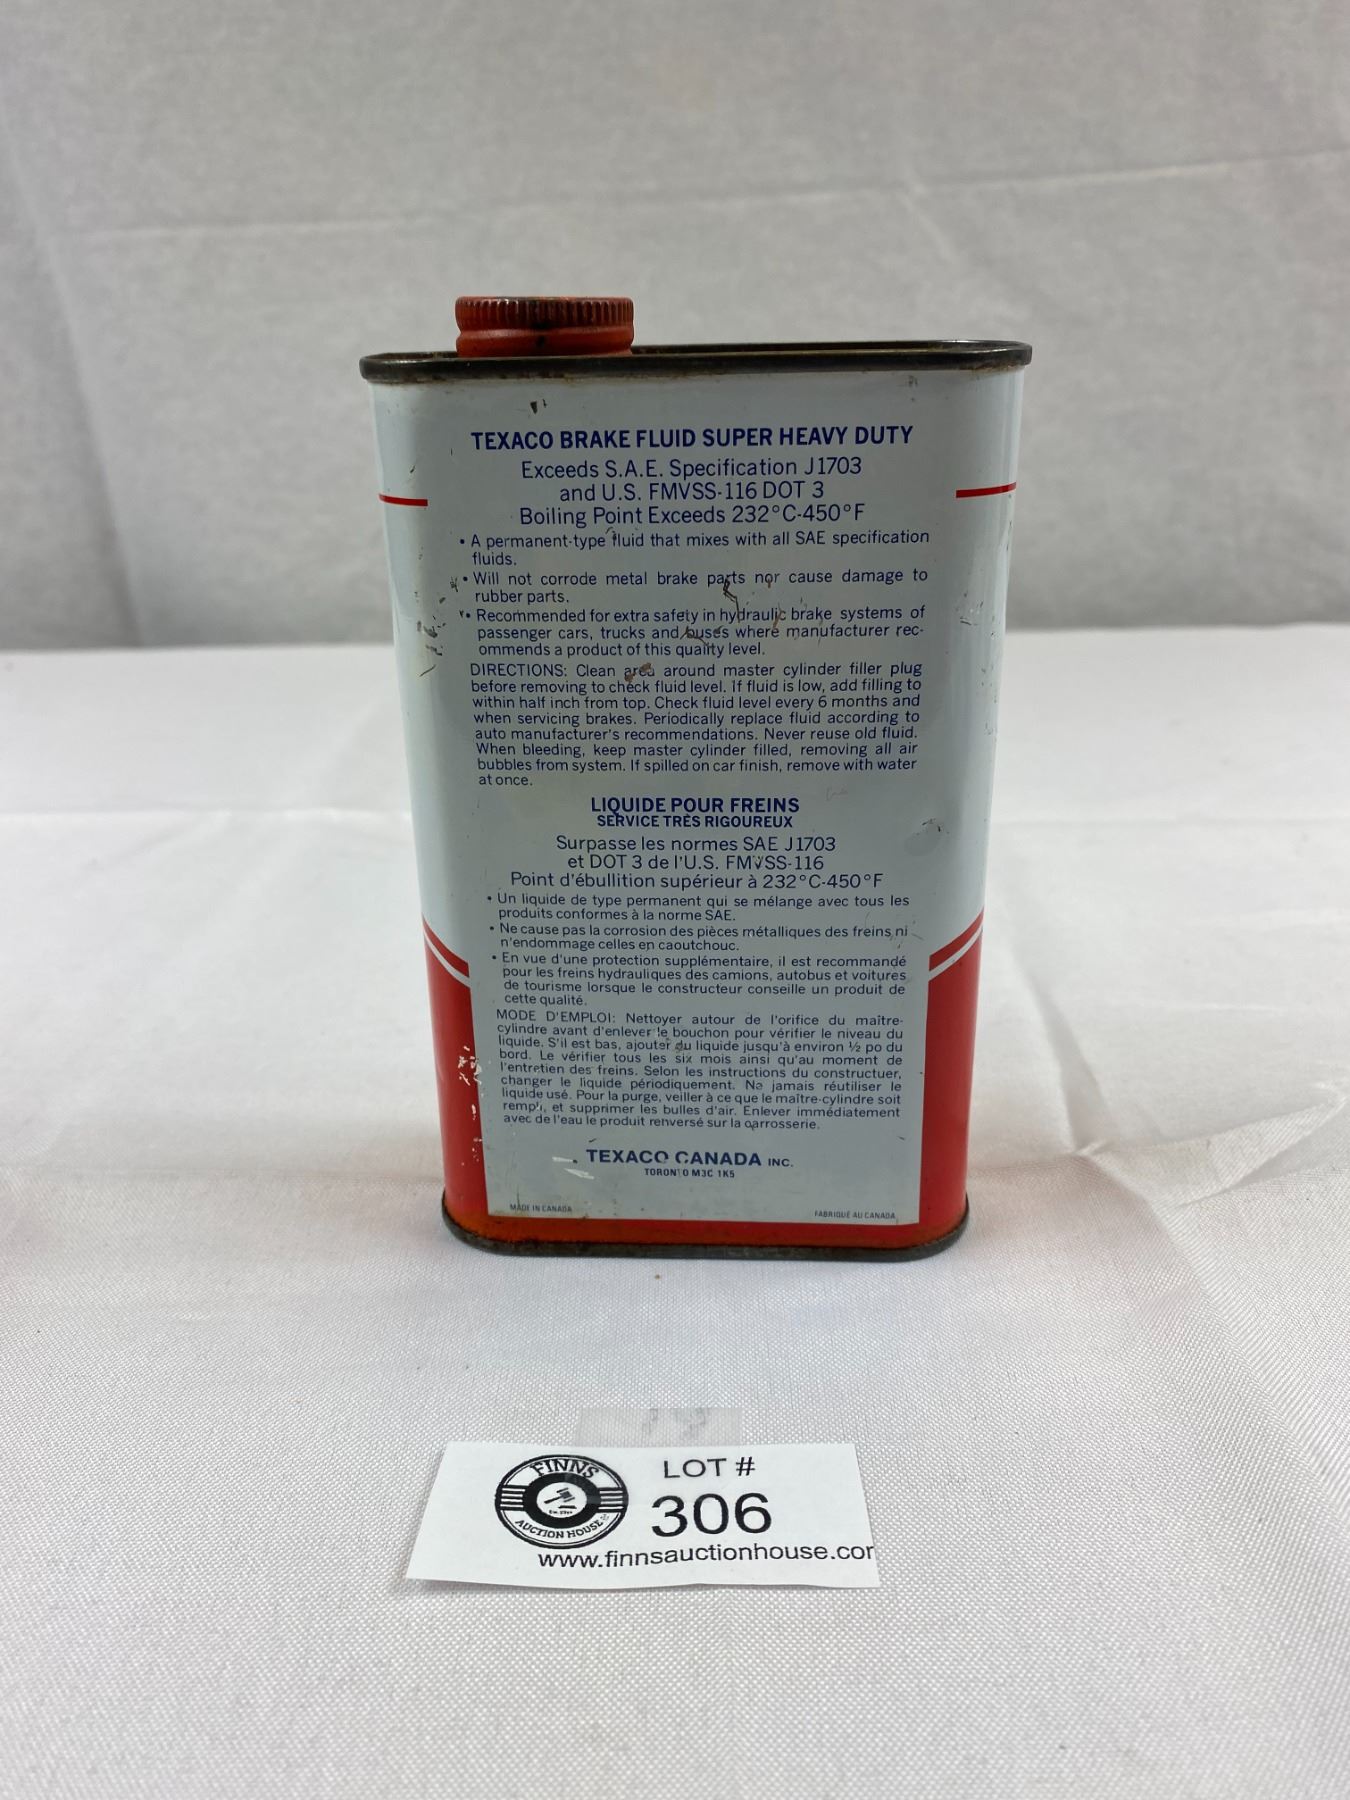 TEXACO BRAKE FLUID SUPER HEAVY DUTY
Exceeds S.A.E. Specification J1703
and U.S. FMVSS-116 DOT 3
Boiling Point Exceeds 232°C-450°F
• A permanent-type fluid that mixes with all SAE specification
fluids.
• Will not corrode metal brake parts nor cause damage to
rubber parts.
• Recommended for extra safety in hydraulic brake systems of
passenger cars, trucks and buses where manufacturer rec-
ommends a product of this quality level.
DIRECTIONS: Clean area around master cylinder filler plug
before removing to check fluid level. If fluid is low, add filling to
within half inch from top. Check fluid level every 6 months and
when servicing brakes. Periodically replace fluid according to
auto manufacturer's recommendations. Never reuse old fluid.
When bleeding, keep master cylinder filled, removing all air
bubbles from system. If spilled on car finish, remove with water
at once.
LIQUIDE POUR FREINS
SERVICE TRÈS RIGOUREUX
Surpasse les normes SAE J1703
et DOT 3 de l'U.S. FMVSS-116
Point d'ébullition supérieur à 232°C-450°F
• Un liquide de type permanent qui se mélange avec tous les
produits conformes à la norme SAE.
• Ne cause pas la corrosion des pièces métalliques des freins ni
n'endommage celles en caoutchouc.
• En vue d'une protection supplémentaire, il est recommandé
pour les freins hydrauliques des camions, autobus et voitures
de tourisme lorsque le constructeur conseille un produit de
cette qualité.
MODE D'EMPLOI: Nettoyer autour de l'orifice du maître-
cylindre avant d'enlever le bouchon pour vérifier le niveau du
liquide. S'il est bas, ajouter du liquide jusqu'à environ ½ po du
bord. Le vérifier tous les six mois ainsi qu'au moment de
l'entretien des freins. Selon les instructions du constructuer,
changer le liquide périodiquement. Ne jamais réutiliser le
liquide usé. Pour la purge, veiller à ce que le maître-cylindre soit
rempli, et supprimer les bulles d'air. Enlever immédiatement
avec de l'eau le produit renversé sur la carrosserie.
TEXACO CANADA INC.
TORONTO M3C 1K5
MADE IN CANADA
FABRIQUÉ AU CANADA
FINNS
AUCTION HOUSE
LOT #
306
www.finnsauctionhouse.com